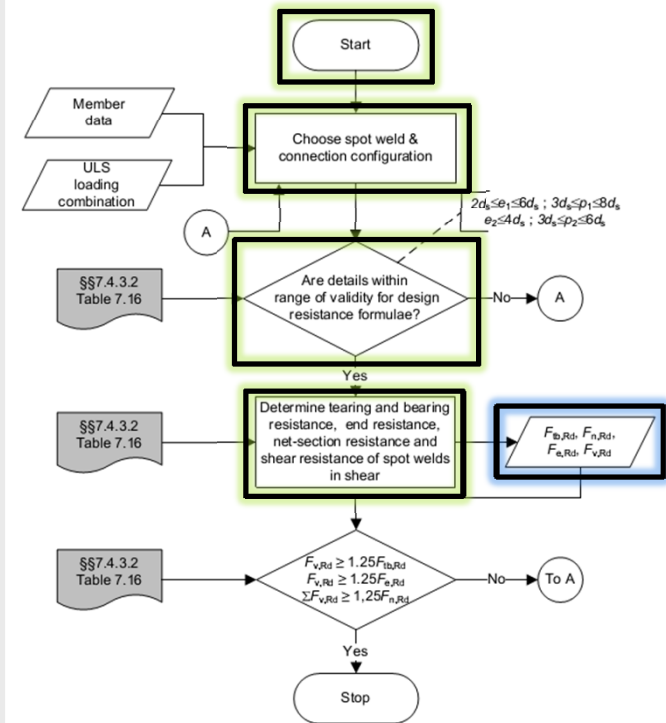 Start
Member
data
Choose spot weld &
connection configuration
ULS
loading
combination
2dₛ≤e₁≤6dₛ ; 3dₛ≤p₁≤8dₛ
e₂≤4dₛ ; 3dₛ≤p₂≤6dₛ
A
§§7.4.3.2
Table 7.16
Are details within
range of validity for design
resistance formulae?
No
A
Yes
§§7.4.3.2
Table 7.16
Determine tearing and bearing
resistance, end resistance,
net-section resistance and
shear resistance of spot welds
in shear
Ftb,Rd, Fn,Rd,
Fe,Rd, Fv,Rd
§§7.4.3.2
Table 7.16
Fv,Rd ≥ 1.25Ftb,Rd
Fv,Rd ≥ 1.25Fe,Rd
ΣFv,Rd ≥ 1,25Fn,Rd
No
To A
Yes
Stop